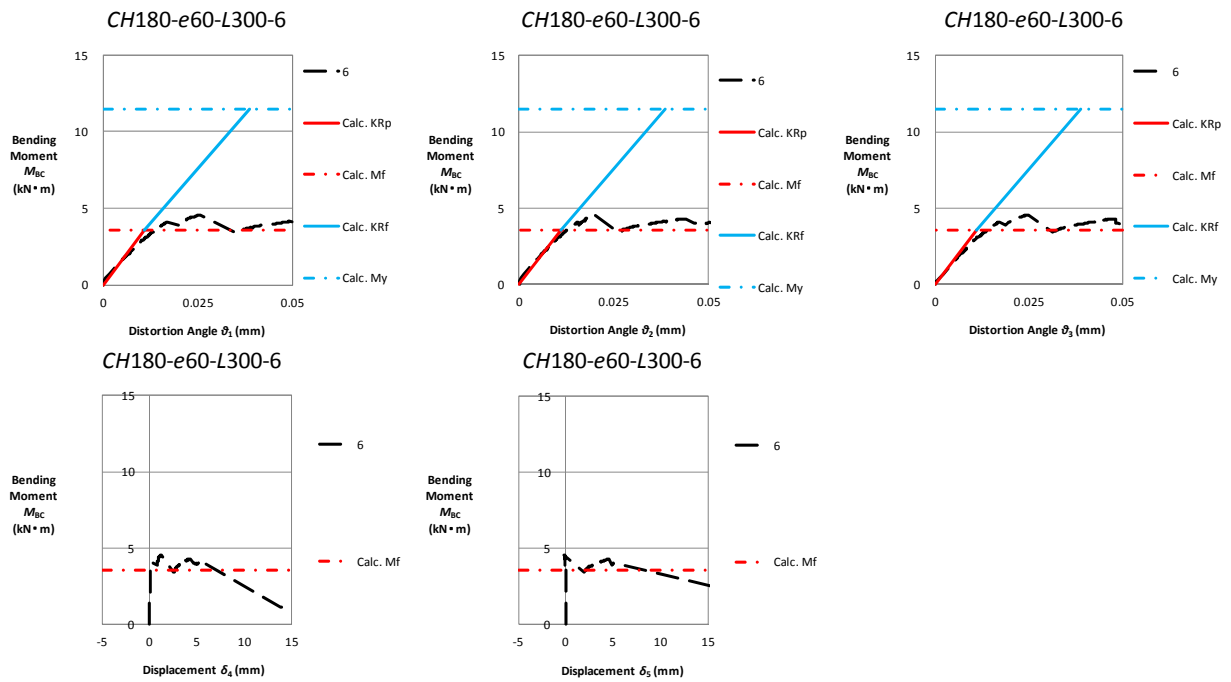 CH180-e60-L300-6
15
10
5
0
0
0.025
0.05
Bending
Moment
MBC
(kN・m)
Distortion Angle ϑ1 (mm)
6
Calc. KRp
Calc. Mf
Calc. KRf
Calc. My
CH180-e60-L300-6
15
10
5
0
0
0.025
0.05
Bending
Moment
MBC
(kN・m)
Distortion Angle ϑ2 (mm)
6
Calc. KRp
Calc. Mf
Calc. KRf
Calc. My
CH180-e60-L300-6
15
10
5
0
0
0.025
0.05
Bending
Moment
MBC
(kN・m)
Distortion Angle ϑ3 (mm)
6
Calc. KRp
Calc. Mf
Calc. KRf
Calc. My
CH180-e60-L300-6
15
10
5
0
-5
0
5
10
15
Bending
Moment
MBC
(kN・m)
Displacement δ4 (mm)
6
Calc. Mf
CH180-e60-L300-6
15
10
5
0
-5
0
5
10
15
Bending
Moment
MBC
(kN・m)
Displacement δ5 (mm)
6
Calc. Mf